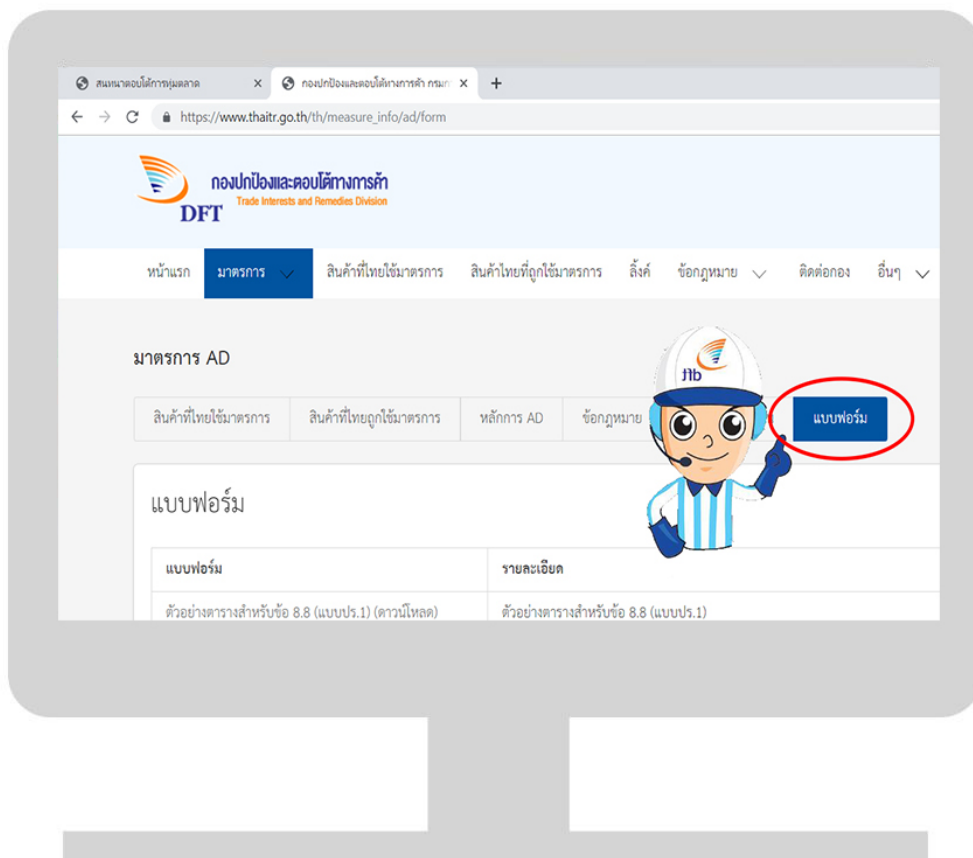 สนทนาตอบโต้การทุ่มตลาด
กองปกป้องและตอบโต้ทางการค้า กรมก
https://www.thaitr.go.th/th/measure_info/ad/form
กองปกป้องและตอบโต้ทางการค้า
Trade Interests and Remedies Division
DFT
หน้าแรก มาตรการ สินค้าที่ไทยใช้มาตรการ สินค้าไทยที่ถูกใช้มาตรการ ลิ้งค์ ข้อกฎหมาย ติดต่อกอง อื่นๆ
มาตรการ AD
สินค้าที่ไทยใช้มาตรการ สินค้าที่ไทยถูกใช้มาตรการ หลักการ AD ข้อกฎหมาย แบบฟอร์ม
แบบฟอร์ม
แบบฟอร์ม รายละเอียด
ตัวอย่างตารางสำหรับข้อ 8.8 (แบบปร.1) (ดาวน์โหลด) ตัวอย่างตารางสำหรับข้อ 8.8 (แบบปร.1)